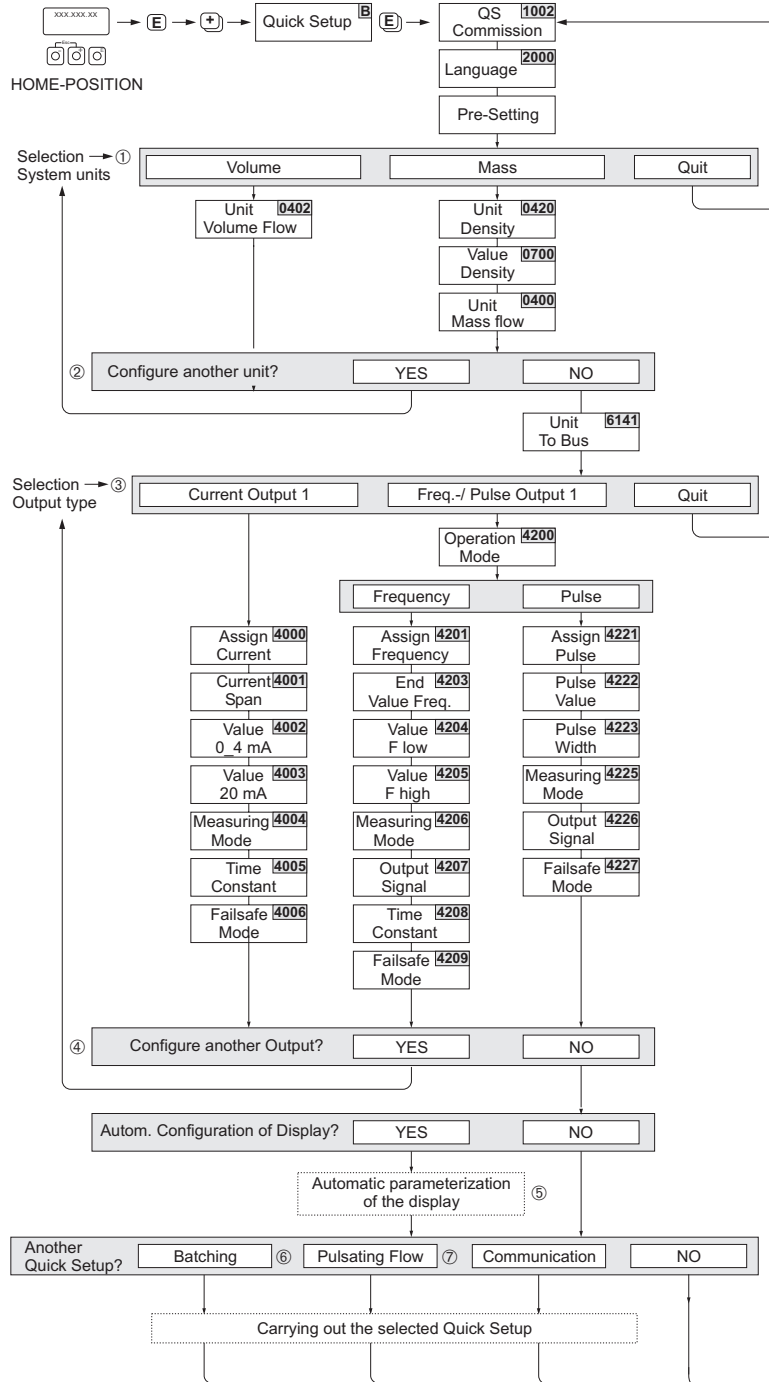 xxx.xxx.xx
Esc
- + E
HOME-POSITION
E
+
Quick Setup B
E
QS 1002
Commission
Language 2000
Pre-Setting
Selection ①
System units
Volume
Mass
Quit
Unit 0402
Volume Flow
Unit 0420
Density
Value 0700
Density
Unit 0400
Mass flow
② Configure another unit?
YES
NO
Unit 6141
To Bus
Selection ③
Output type
Current Output 1
Freq.-/ Pulse Output 1
Quit
Operation 4200
Mode
Frequency
Pulse
Assign 4000
Current
Current 4001
Span
Value 4002
0_4 mA
Value 4003
20 mA
Measuring 4004
Mode
Time 4005
Constant
Failsafe 4006
Mode
Assign 4201
Frequency
End 4203
Value Freq.
Value 4204
F low
Value 4205
F high
Measuring 4206
Mode
Output 4207
Signal
Time 4208
Constant
Failsafe 4209
Mode
Assign 4221
Pulse
Pulse 4222
Value
Pulse 4223
Width
Measuring 4225
Mode
Output 4226
Signal
Failsafe 4227
Mode
④ Configure another Output?
YES
NO
Autom. Configuration of Display?
YES
NO
Automatic parameterization
of the display
⑤
Another
Quick Setup?
Batching ⑥
Pulsating Flow ⑦
Communication
NO
Carrying out the selected Quick Setup